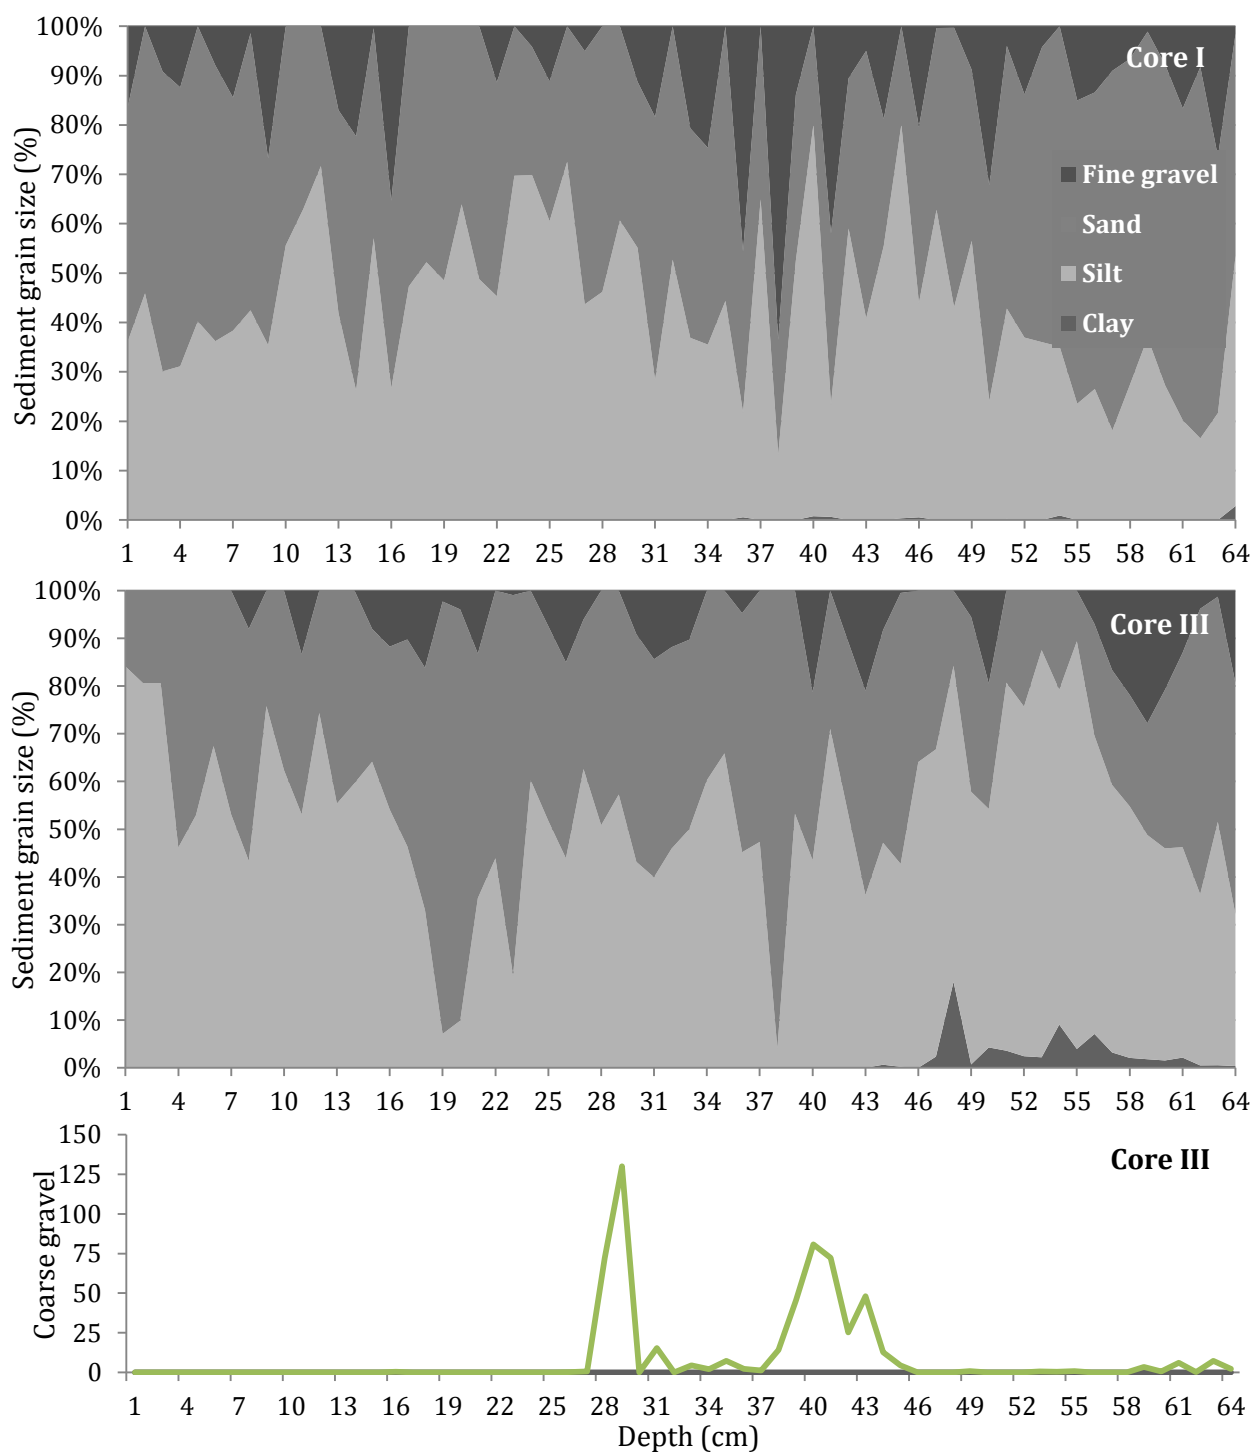 Sediment grain size (%)
100%
90%
80%
70%
60%
50%
40%
30%
20%
10%
0%
Core I
Fine gravel
Sand
Silt
Clay
1 4 7 10 13 16 19 22 25 28 31 34 37 40 43 46 49 52 55 58 61 64
Sediment grain size (%)
100%
90%
80%
70%
60%
50%
40%
30%
20%
10%
0%
Core III
1 4 7 10 13 16 19 22 25 28 31 34 37 40 43 46 49 52 55 58 61 64
Coarse gravel
150
125
100
75
50
25
0
Core III
1 4 7 10 13 16 19 22 25 28 31 34 37 40 43 46 49 52 55 58 61 64
Depth (cm)